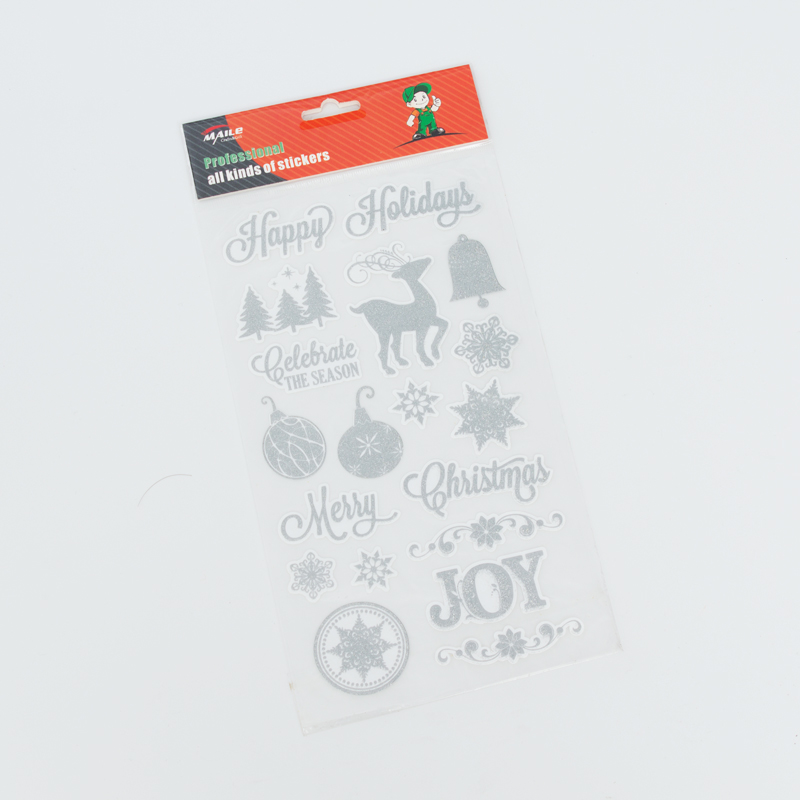 MAILE
Professional
all kinds of stickers
Happy Holidays
Celebrate
THE SEASON
Merry Christmas
JOY